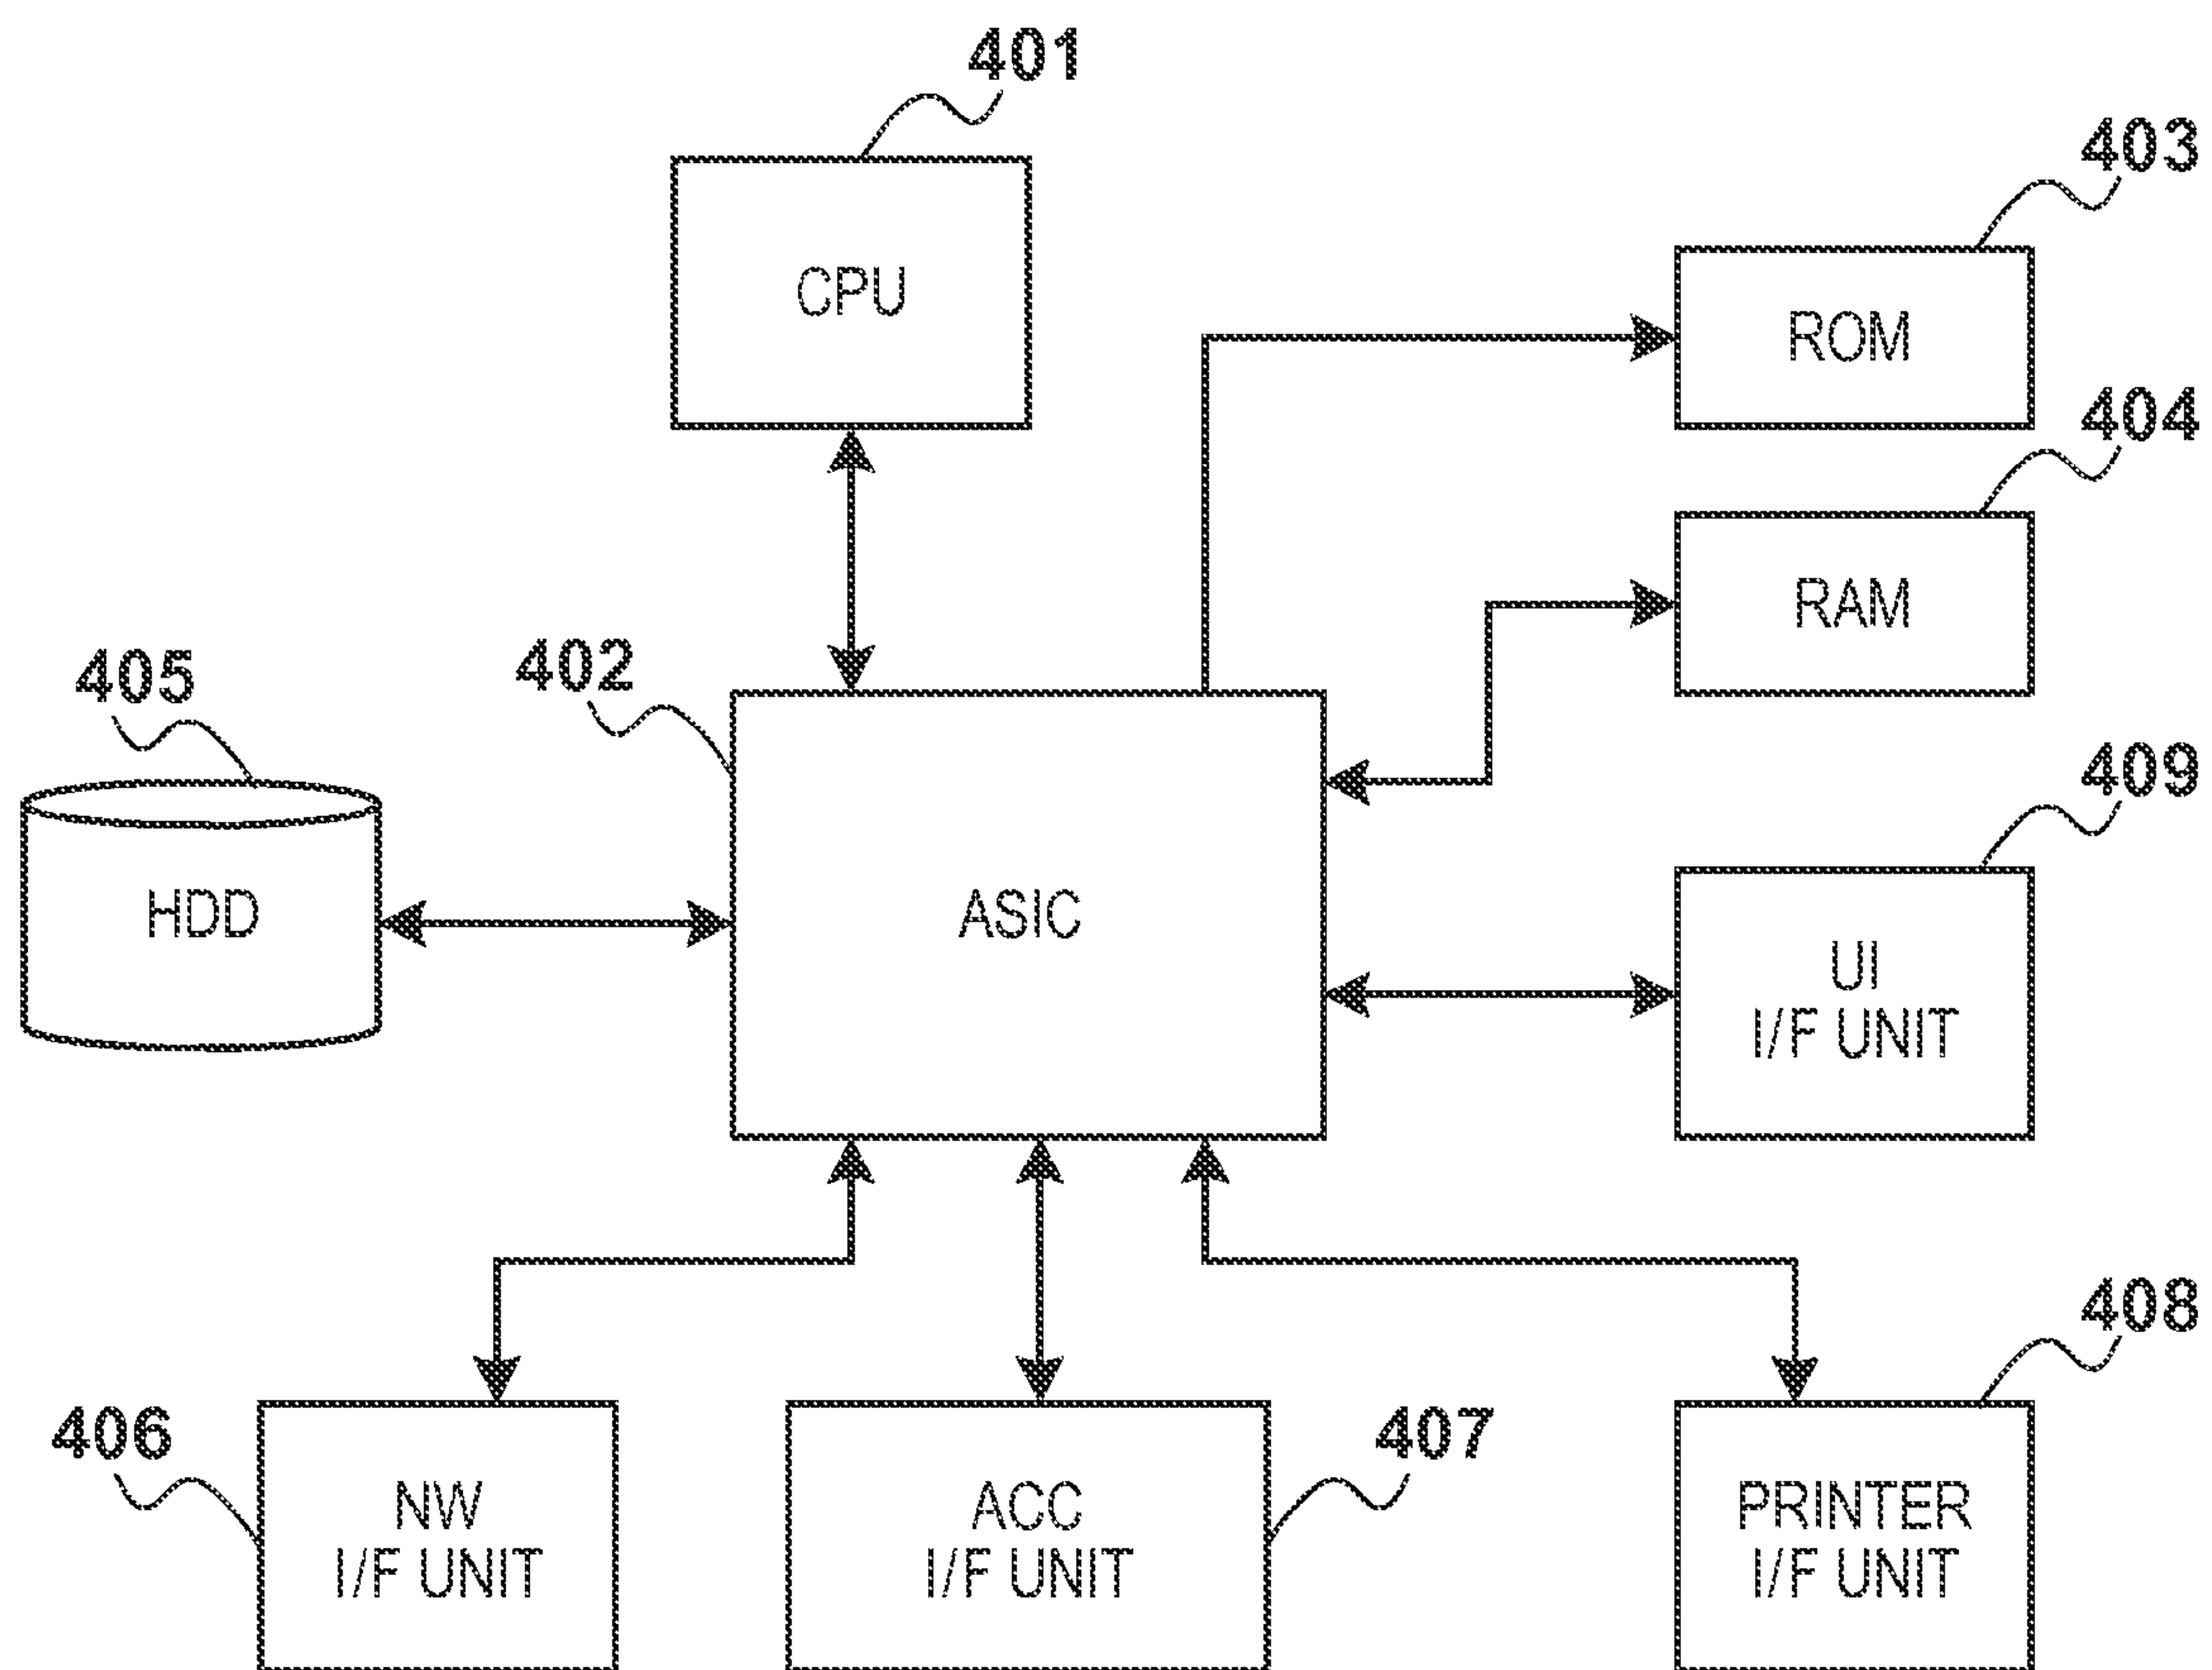 401
CPU
403
ROM
404
RAM
405
HDD
402
ASIC
409
UI
I/F UNIT
406
NW
I/F UNIT
407
ACC
I/F UNIT
408
PRINTER
I/F UNIT